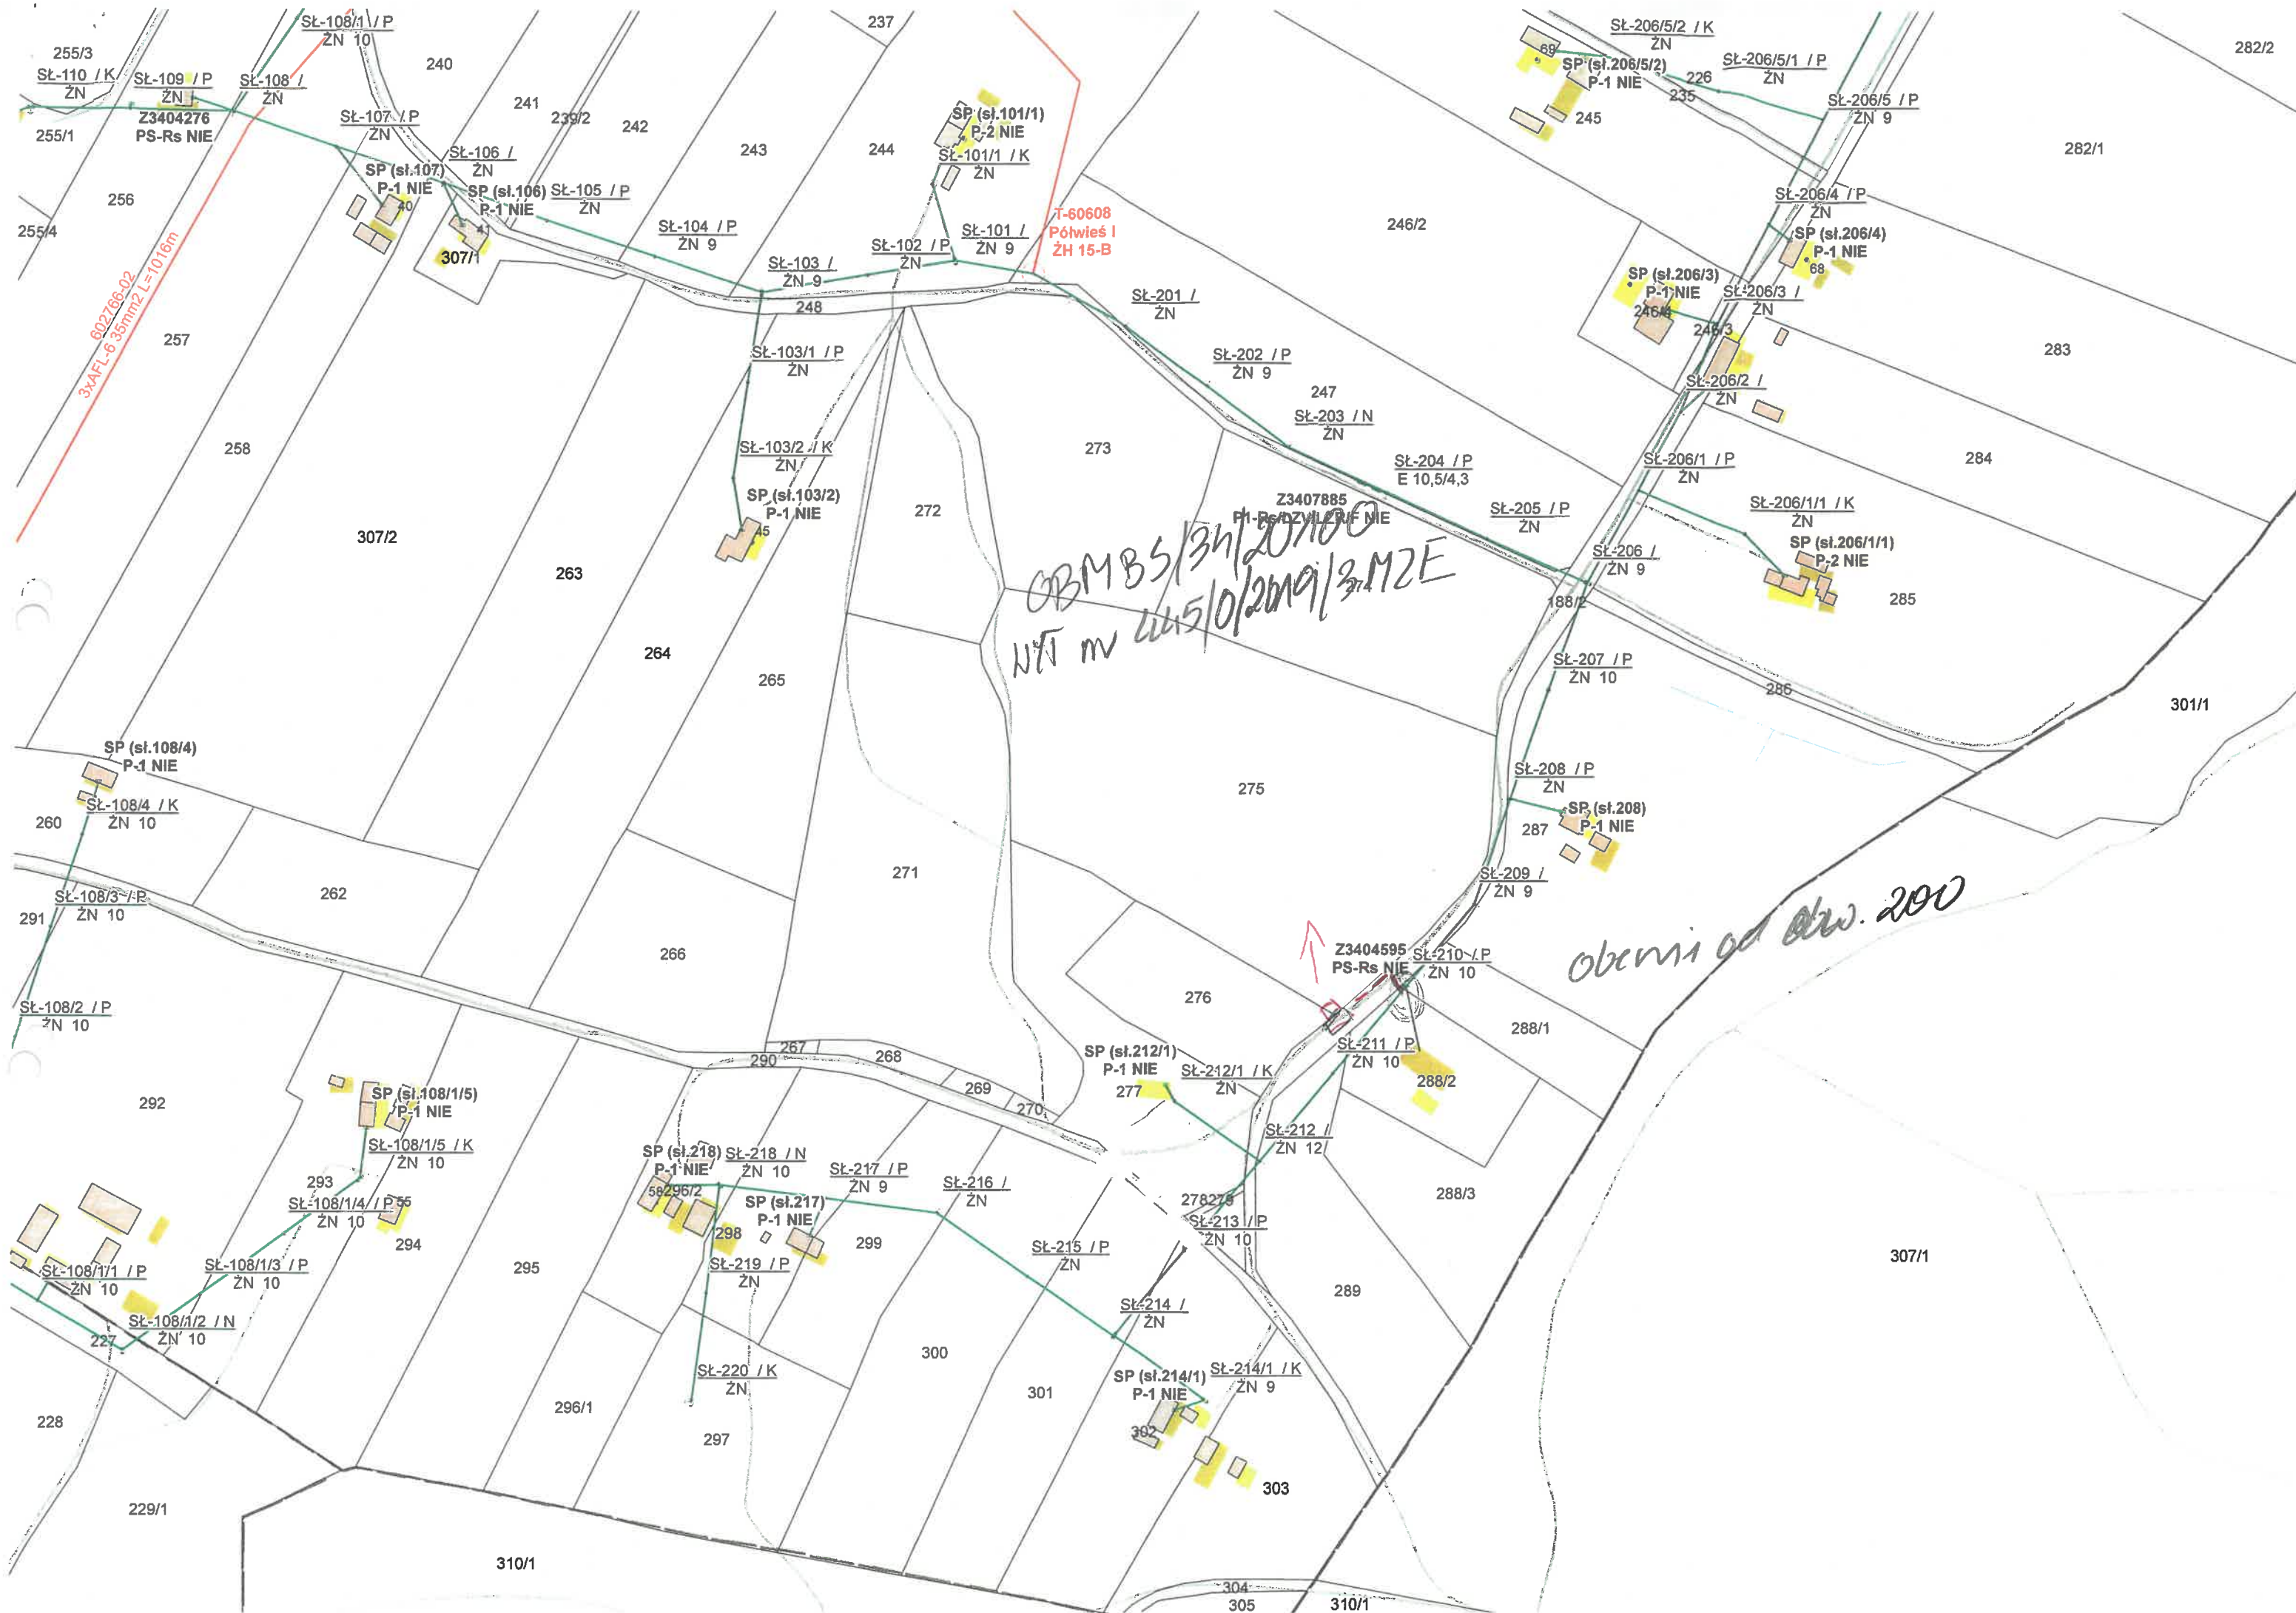 SŁ-108/1 / P
ŻN 10
237
SŁ-206/5/2 / K
ŻN
282/2
255/3
240
69
SP (sł.206/5/2)
P-1 NIE
SŁ-206/5/1 / P
ŻN
226
235
SŁ-110 / K
ŻN
SŁ-109 / P
ŻN
SŁ-108 /
ŻN
241
239/2
242
SŁ-206/5 / P
ŻN 9
245
Z3404276
PS-Rs NIE
SŁ-107 / P
ŻN
SP (sł.101/1)
P-2 NIE
255/1
243
244
282/1
SŁ-106 /
ŻN
SŁ-101/1 / K
ŻN
SP (sł.107)
P-1 NIE
40
SP (sł.106)
P-1 NIE
41
SŁ-105 / P
ŻN
256
SŁ-206/4 / P
ŻN
255/4
SŁ-104 / P
ŻN 9
T-60608
Półwieś I
ŻH 15-B
246/2
SP (sł.206/4)
P-1 NIE
68
SŁ-101 /
ŻN 9
SŁ-102 / P
ŻN
307/1
SŁ-103 /
ŻN 9
SP (sł.206/3)
P-1 NIE
246/4
SŁ-206/3 /
ŻN
246/3
602766-02
3xAFL-6 35mm2 L=1016m
248
SŁ-201 /
ŻN
257
SŁ-103/1 / P
ŻN
SŁ-202 / P
ŻN 9
283
SŁ-206/2 /
ŻN
247
SŁ-203 / N
ŻN
258
SŁ-103/2 / K
ŻN
273
SŁ-204 / P
E 10,5/4,3
SŁ-206/1 / P
ŻN
284
SP (sł.103/2)
P-1 NIE
45
272
Z3407885
SŁ-205 / P
ŻN
SŁ-206/1/1 / K
ŻN
307/2
263
SŁ-206 /
ŻN 9
SP (sł.206/1/1)
P-2 NIE
188/2
285
264
265
SŁ-207 / P
ŻN 10
286
301/1
SP (sł.108/4)
P-1 NIE
SŁ-108/4 / K
ŻN 10
260
275
SŁ-208 / P
ŻN
SP (sł.208)
P-1 NIE
287
271
SŁ-209 /
ŻN 9
262
SŁ-108/3 / P
ŻN 10
291
200
266
Z3404595
PS-Rs NIE
SŁ-210 / P
ŻN 10
276
SŁ-108/2 / P
ŻN 10
288/1
267
290
268
SŁ-211 / P
ŻN 10
SP (sł.212/1)
P-1 NIE
277
SŁ-212/1 / K
ŻN
288/2
269
270
292
SP (sł.108/1/5)
P-1 NIE
SŁ-108/1/5 / K
ŻN 10
SŁ-212 /
ŻN 12
SP (sł.218)
P-1 NIE
SŁ-218 / N
ŻN 10
SŁ-217 / P
ŻN 9
SŁ-216 /
ŻN
293
SŁ-108/1/4 / P
ŻN 10
55
58
296/2
SP (sł.217)
P-1 NIE
288/3
SŁ-213 / P
ŻN 10
298
299
294
SŁ-215 / P
ŻN
307/1
SŁ-108/1/1 / P
ŻN 10
SŁ-108/1/3 / P
ŻN 10
295
SŁ-219 / P
ŻN
289
SŁ-108/1/2 / N
ŻN 10
SŁ-214 /
ŻN
227
300
SŁ-220 / K
ŻN
SP (sł.214/1)
P-1 NIE
SŁ-214/1 / K
ŻN 9
301
296/1
228
302
297
303
229/1
310/1
304
305
310/1